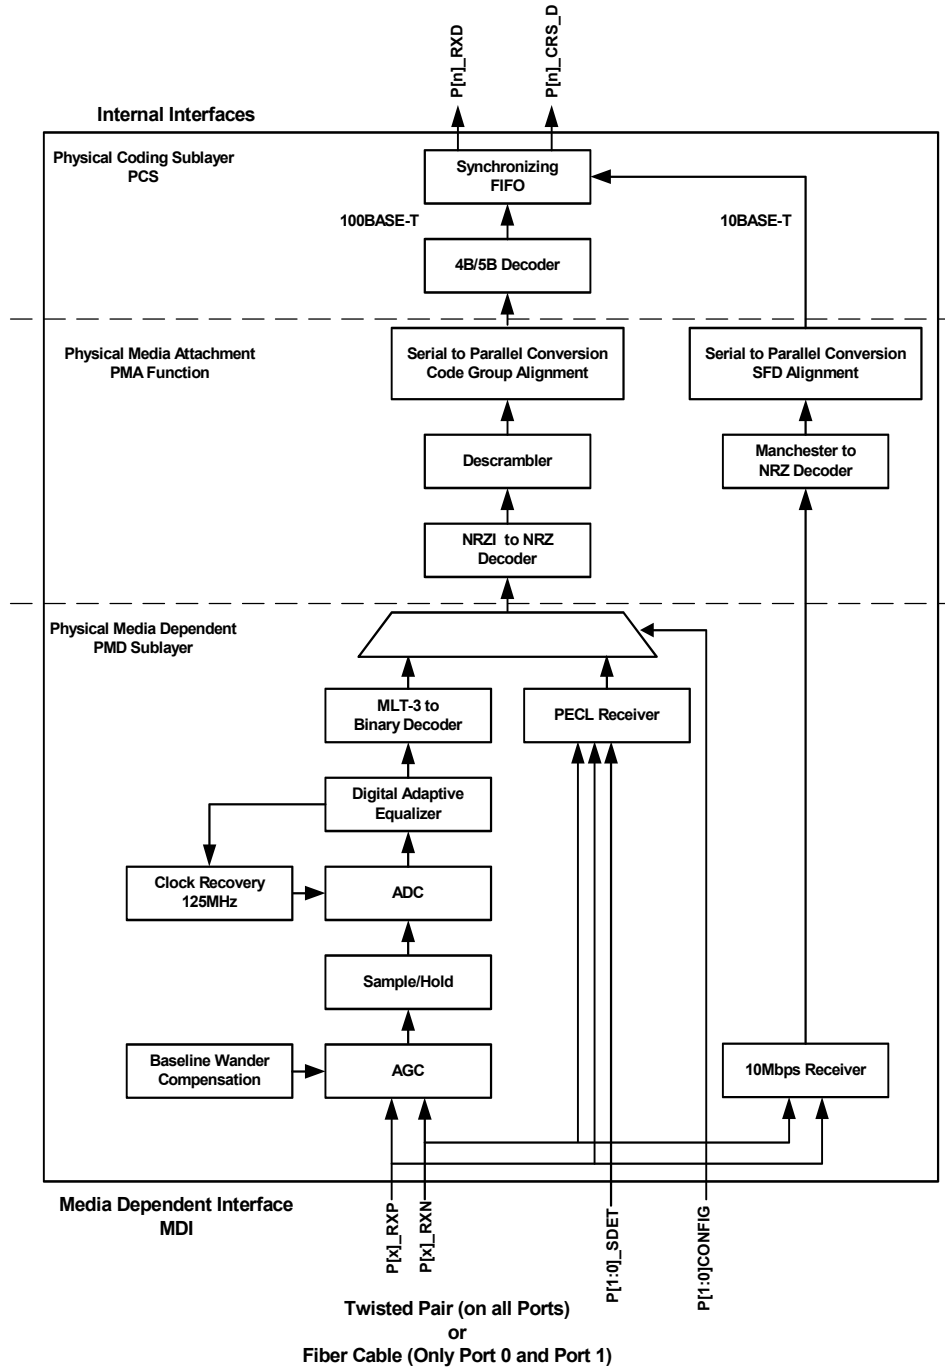 P[n]_RXD
P[n]_CRS_D
Internal Interfaces
Physical Coding Sublayer
PCS
Synchronizing
FIFO
100BASE-T
10BASE-T
4B/5B Decoder
Physical Media Attachment
PMA Function
Serial to Parallel Conversion
Code Group Alignment
Serial to Parallel Conversion
SFD Alignment
Descrambler
Manchester to
NRZ Decoder
NRZI to NRZ
Decoder
Physical Media Dependent
PMD Sublayer
MLT-3 to
Binary Decoder
PECL Receiver
Digital Adaptive
Equalizer
Clock Recovery
125MHz
ADC
Sample/Hold
Baseline Wander
Compensation
AGC
10Mbps Receiver
Media Dependent Interface
MDI
P[x]_RXP
P[x]_RXN
P[1:0]_SDET
P[1:0]CONFIG
Twisted Pair (on all Ports)
or
Fiber Cable (Only Port 0 and Port 1)